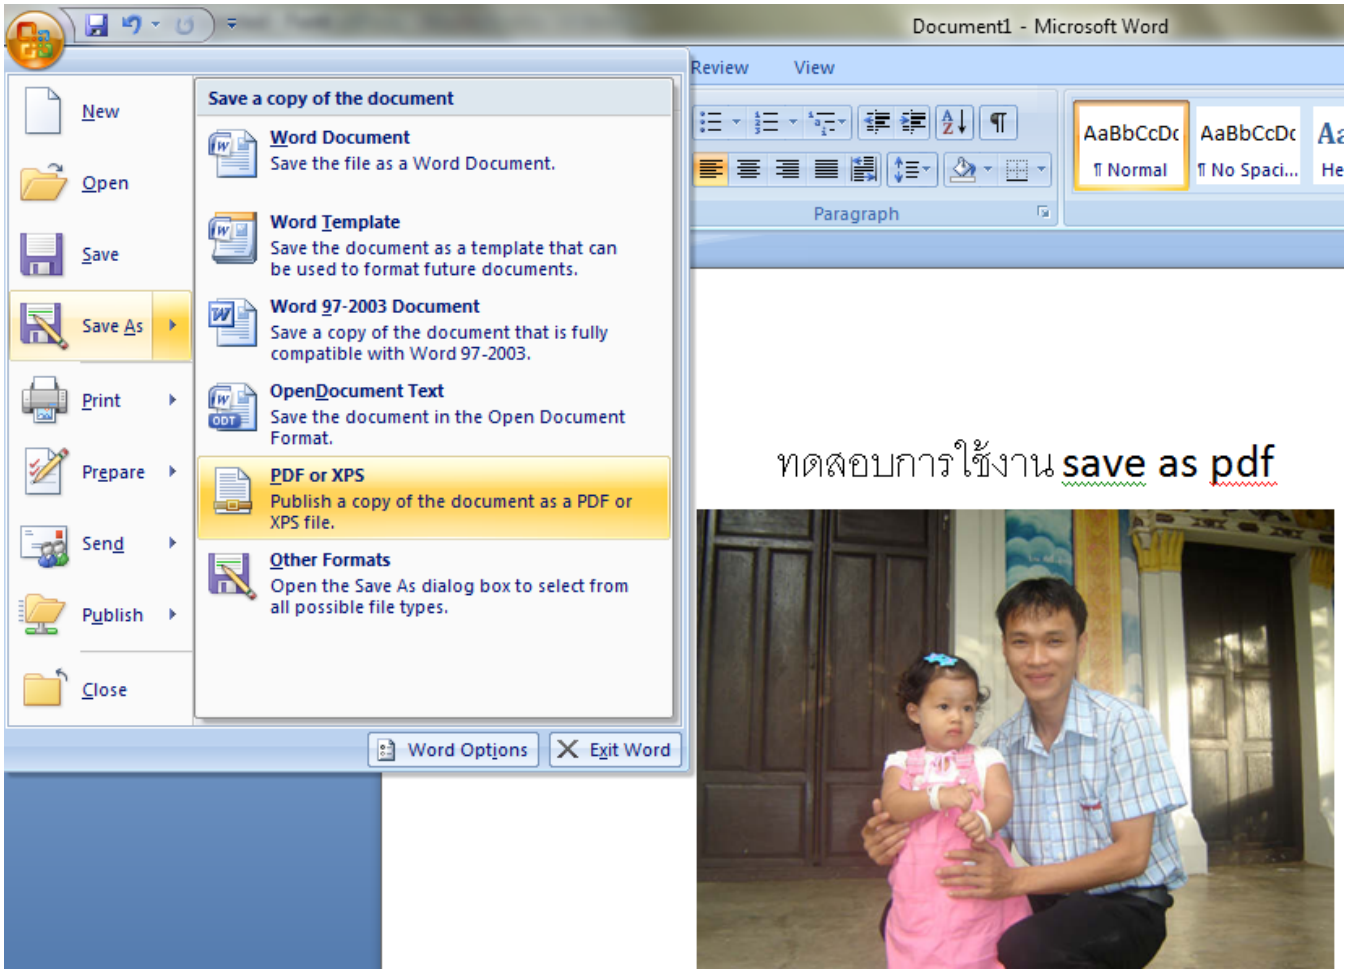 Document1 - Microsoft Word
Review View
New
Open
Save
Save As
Print
Prepare
Send
Publish
Close
Save a copy of the document
Word Document
Save the file as a Word Document.
Word Template
Save the document as a template that can
be used to format future documents.
Word 97-2003 Document
Save a copy of the document that is fully
compatible with Word 97-2003.
OpenDocument Text
Save the document in the Open Document
Format.
PDF or XPS
Publish a copy of the document as a PDF or
XPS file.
Other Formats
Open the Save As dialog box to select from
all possible file types.
Word Options Exit Word
Paragraph
AaBbCcDc AaBbCcDc Aa
¶ Normal ¶ No Spaci... He
ทดสอบการใช้งาน save as pdf